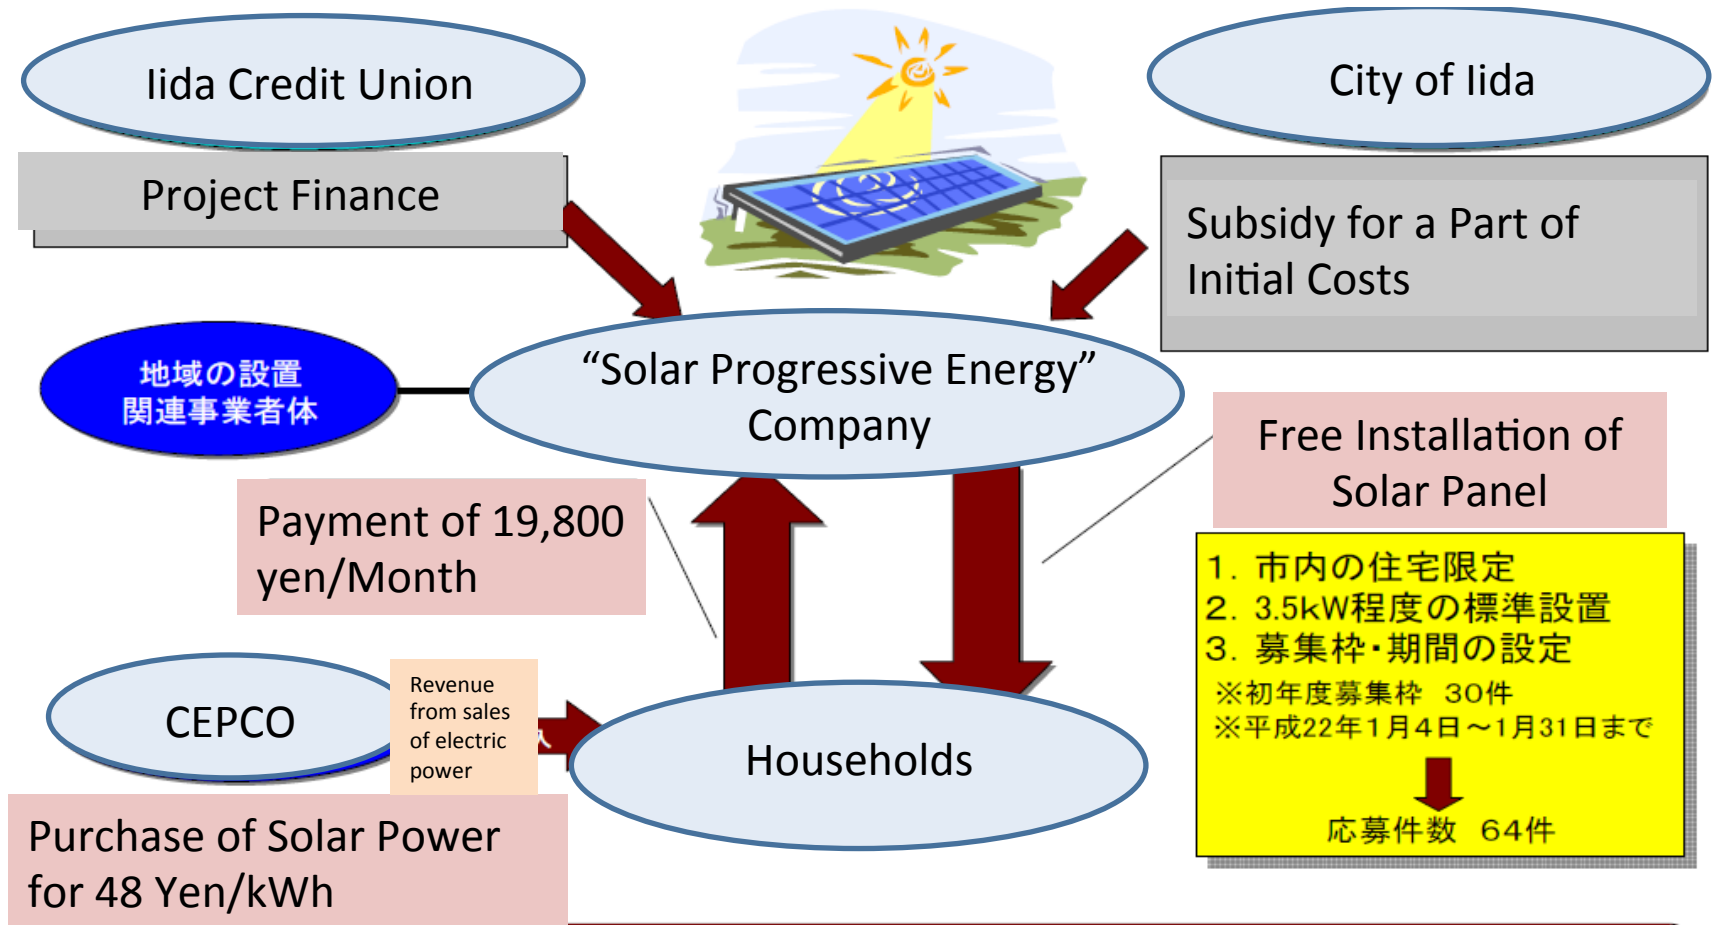 Iida Credit Union
City of Iida
Project Finance
Subsidy for a Part of
Initial Costs
地域の設置
関連事業者体
“Solar Progressive Energy”
Company
Free Installation of
Solar Panel
Payment of 19,800
yen/Month
1. 市内の住宅限定
2. 3.5kW程度の標準設置
3. 募集枠・期間の設定
※初年度募集枠 30件
※平成22年1月4日～1月31日まで
応募件数 64件
CEPCO
Revenue
from sales
of electric
power
Households
Purchase of Solar Power
for 48 Yen/kWh